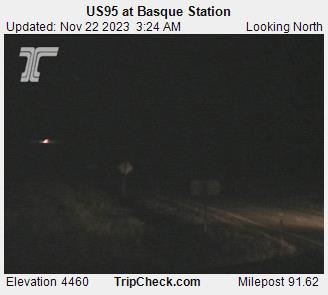 US95 at Basque Station
Updated: Nov 22 2023 3:24 AM Looking North
Elevation 4460 TripCheck.com Milepost 91.62